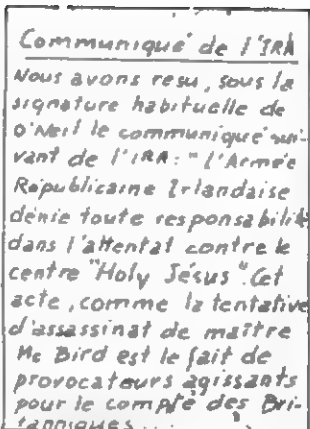 Communiqué de l'IRA
Nous avons resu, sous la
signature habituelle de
O'Neil le communiqué sui-
vant de l'IRA: "l'Armée
Républicaine Irlandaise
dénie toute responsabilité
dans l'attentat contre le
centre "Holy Jésus". Cet
acte, comme la tentative
d'assassinat de maître
Mc Bird est le fait de
provocateurs agissants
pour le compte des Bri-
tanniques...